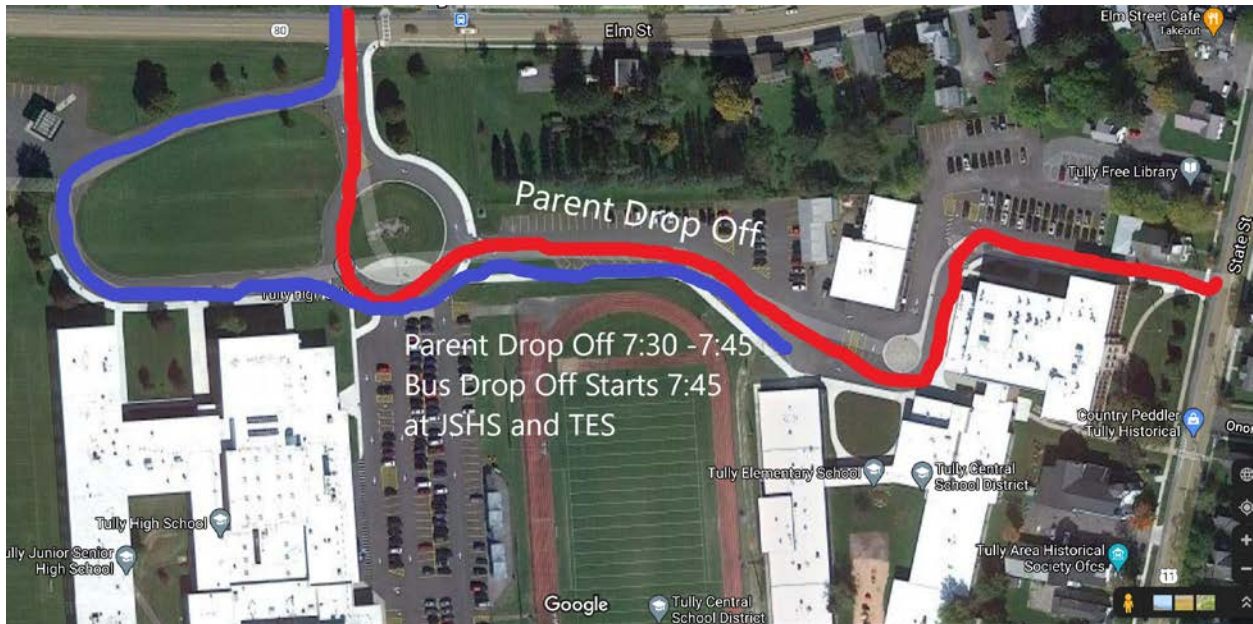 80
Elm St
Elm Street Cafe
Takeout
Tully Free Library
State St
Parent Drop Off
Parent Drop Off 7:30 -7:45
Bus Drop Off Starts 7:45
at JSHS and TES
Country Peddler
Tully Historical
Tully Elementary School
Tully Central
School District
Tully High School
ully Junior Senior
High School
Tully Area Historical
Society Ofcs
11
Google
Tully Central
School District